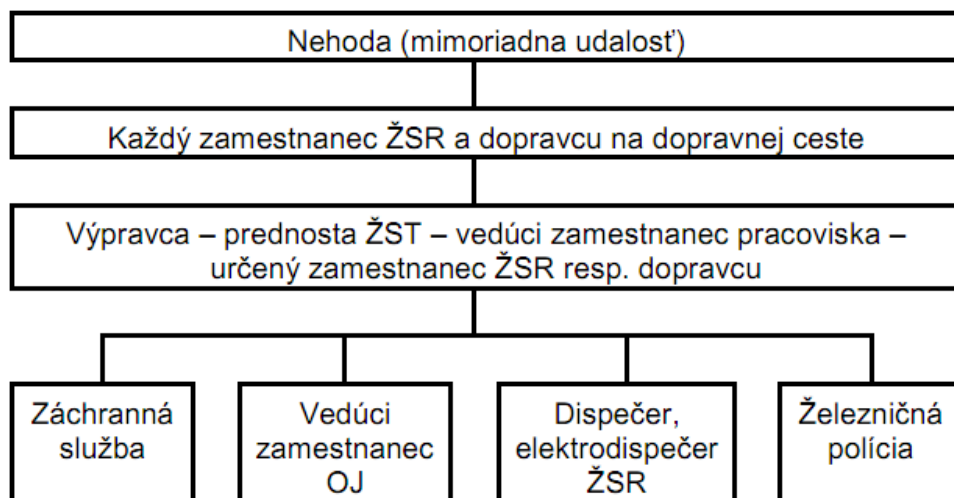 Nehoda (mimoriadna udalosť)
Každý zamestnanec ŽSR a dopravcu na dopravnej ceste
Výpravca – prednosta ŽST – vedúci zamestnanec pracoviska –
určený zamestnanec ŽSR resp. dopravcu
Záchranná
služba
Vedúci
zamestnanec
OJ
Dispečer,
elektrodispečer
ŽSR
Železničná
polícia